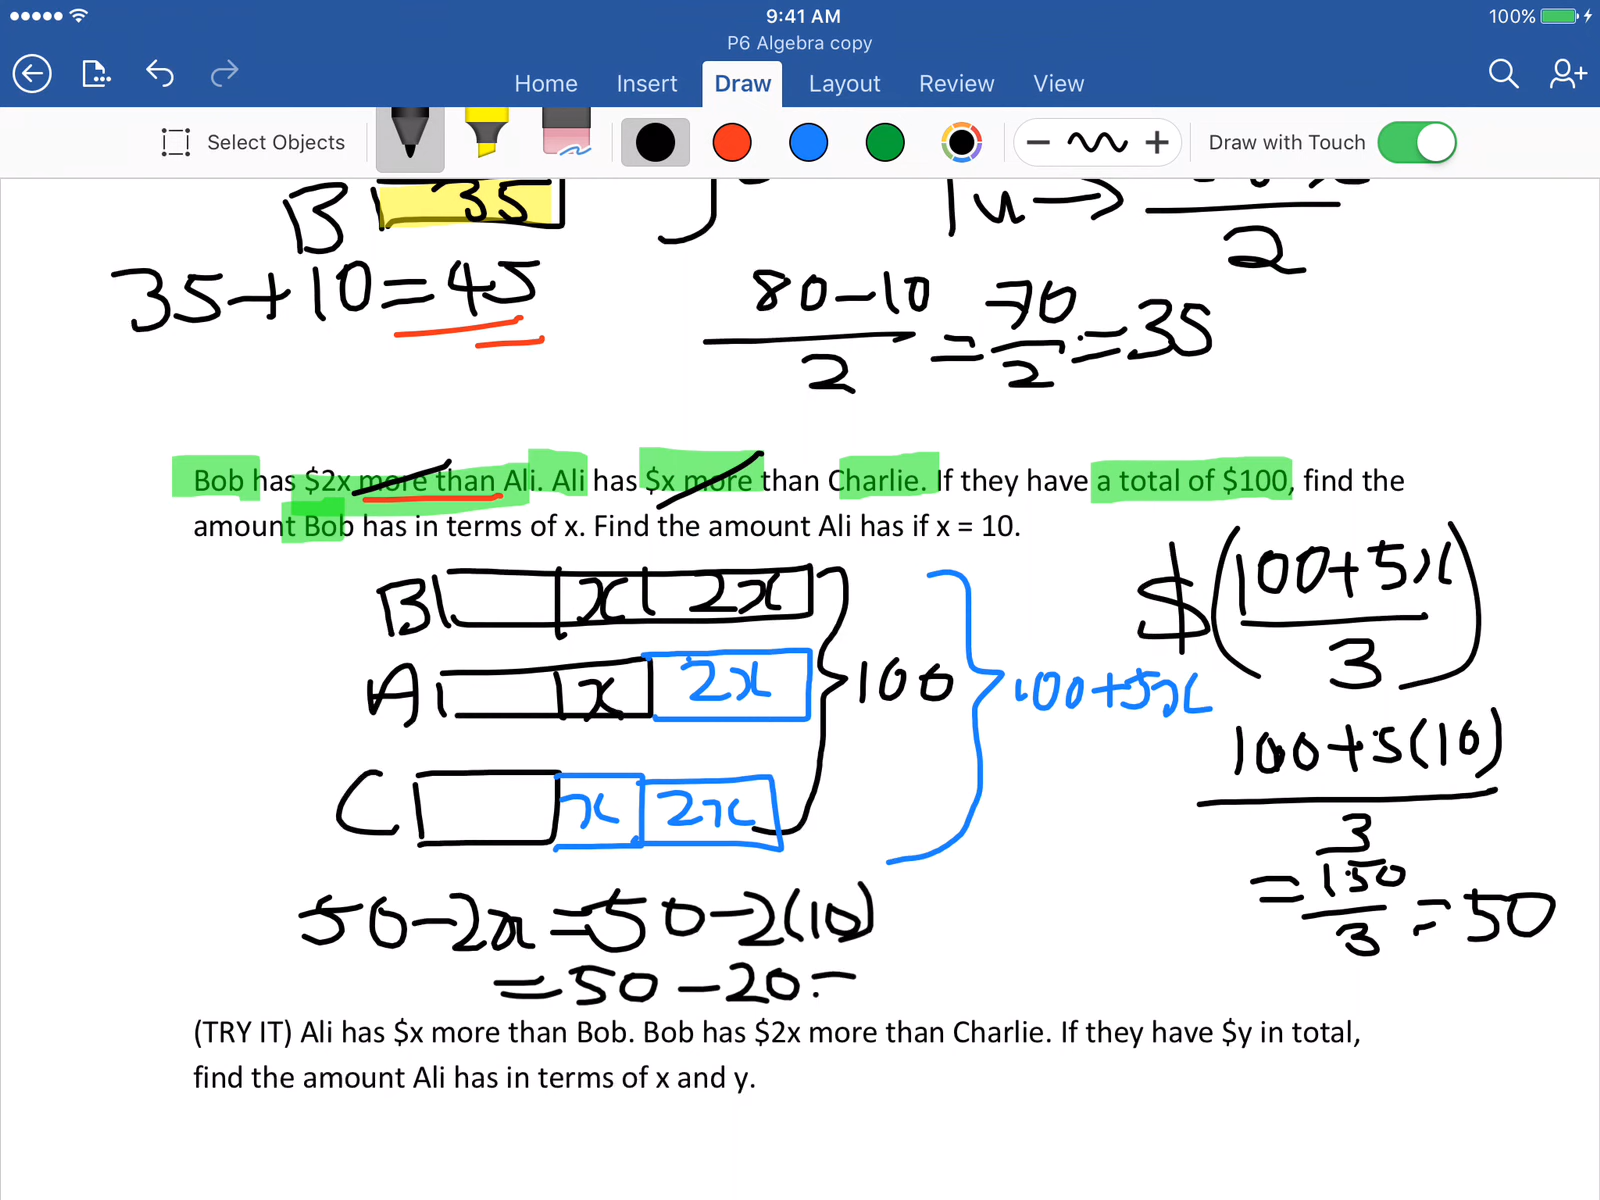 9:41 AM
100%
P6 Algebra copy
Home Insert Draw Layout Review View
Select Objects
Draw with Touch
B 35
1u→
2
35+10=45
80-10
2
=
70
2
=35
Bob has $2x more than Ali. Ali has $x more than Charlie. If they have a total of $100, find the
amount Bob has in terms of x. Find the amount Ali has if x = 10.
B x 2x
A x 2x
C x 2x
100
100+5x
$(
100+5x
3
)
100+5(10)
3
=
150
3
=50
50-2x=50-2(10)
=50-20=
(TRY IT) Ali has $x more than Bob. Bob has $2x more than Charlie. If they have $y in total,
find the amount Ali has in terms of x and y.